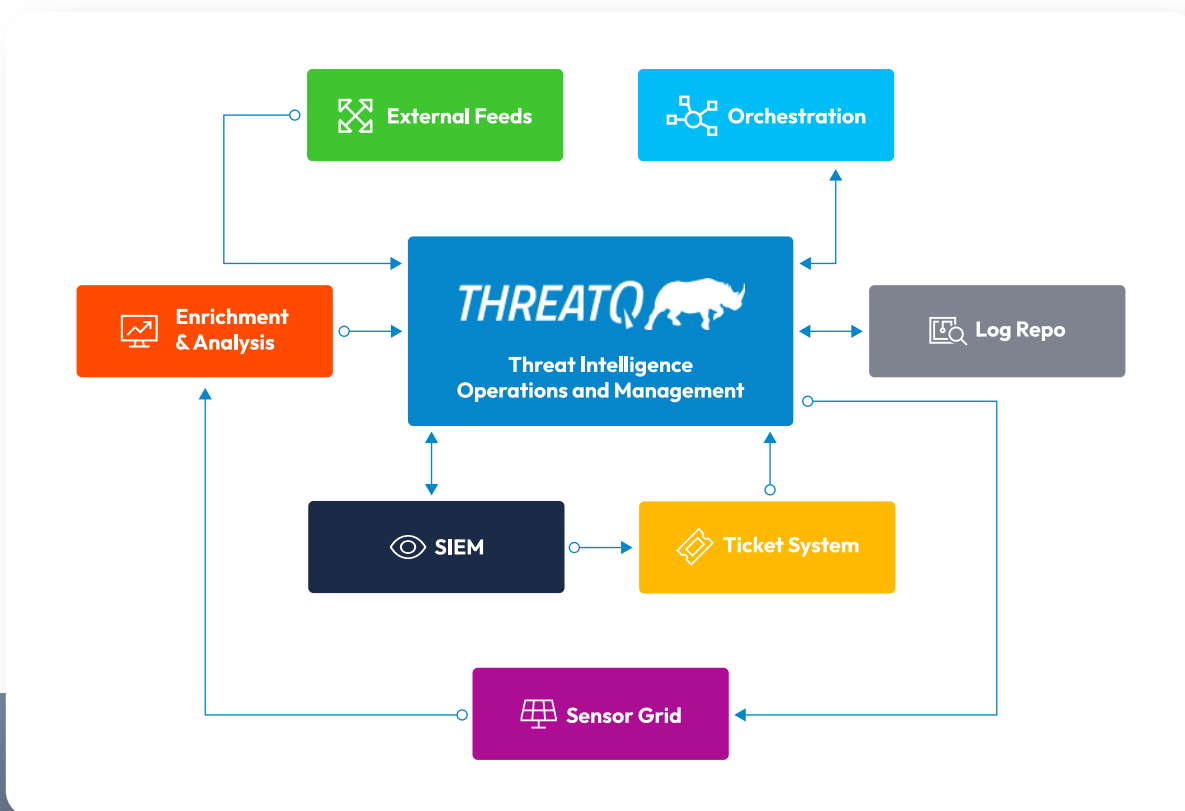 External Feeds
Orchestration
THREATQ
Threat Intelligence
Operations and Management
Enrichment
& Analysis
Log Repo
SIEM
Ticket System
Sensor Grid